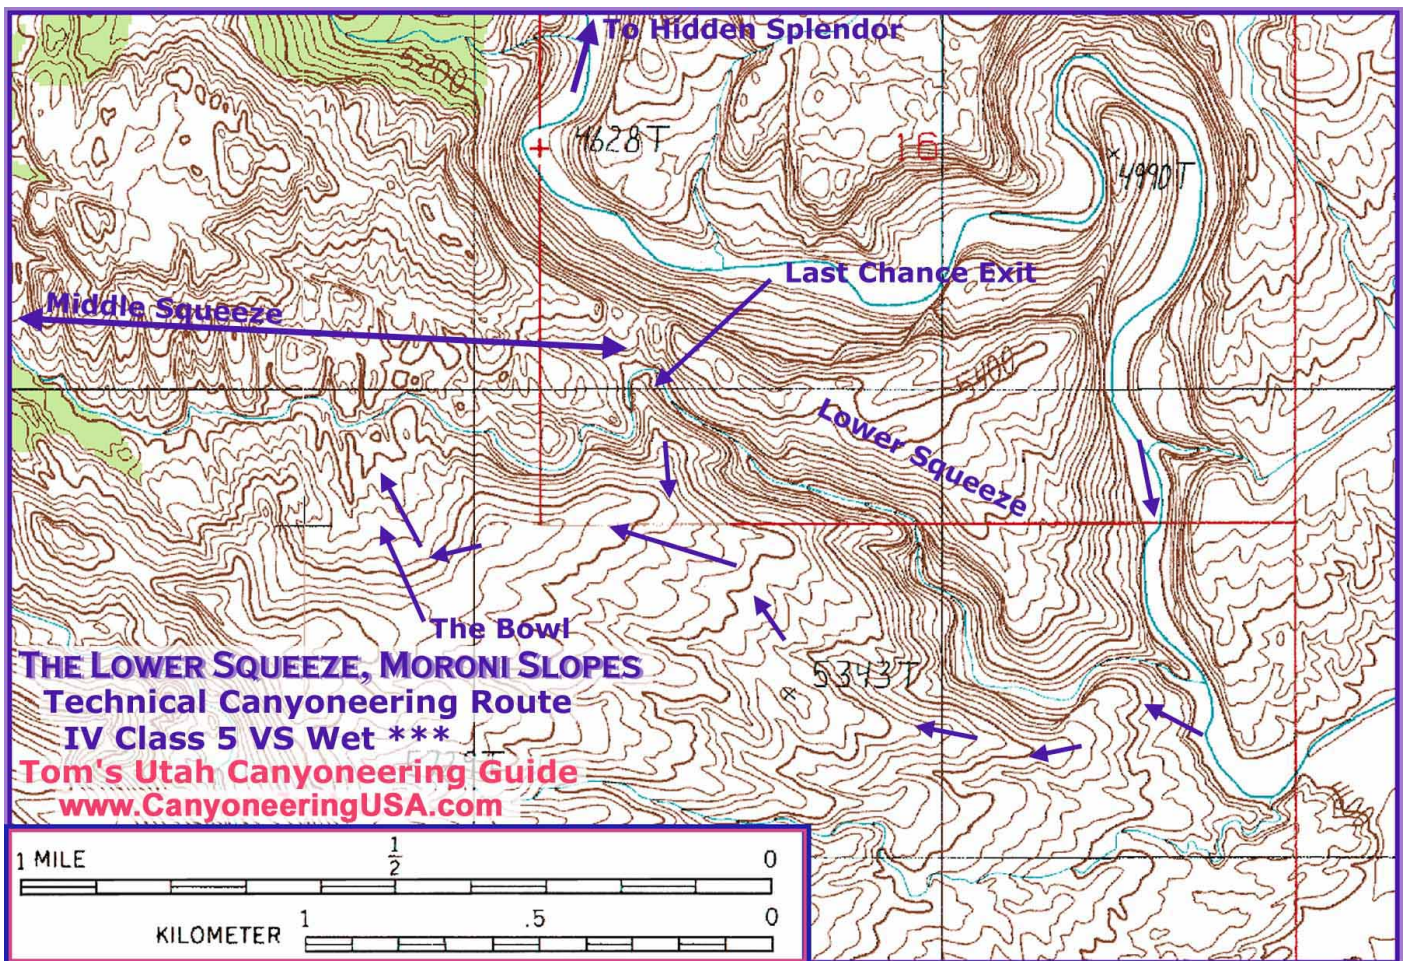 To Hidden Splendor
5200
4628T
16
4990T
Last Chance Exit
Middle Squeeze
5400
Lower Squeeze
The Bowl
5343T
THE LOWER SQUEEZE, MORONI SLOPES
Technical Canyoneering Route
IV Class 5 VS Wet ***
Tom's Utah Canyoneering Guide
www.CanyoneeringUSA.com
1 MILE 1/2 0
KILOMETER 1 .5 0